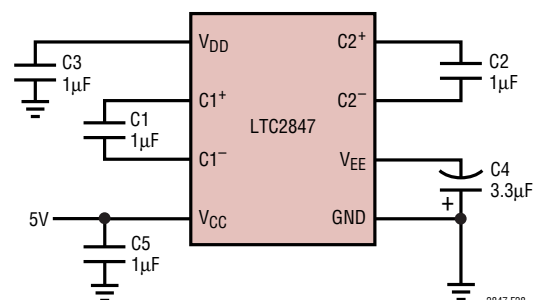 VDD
C2+
C3
1µF
C2
1µF
C1+
C2−
C1
1µF
LTC2847
C1−
VEE
C4
3.3µF
+
5V
VCC
GND
C5
1µF